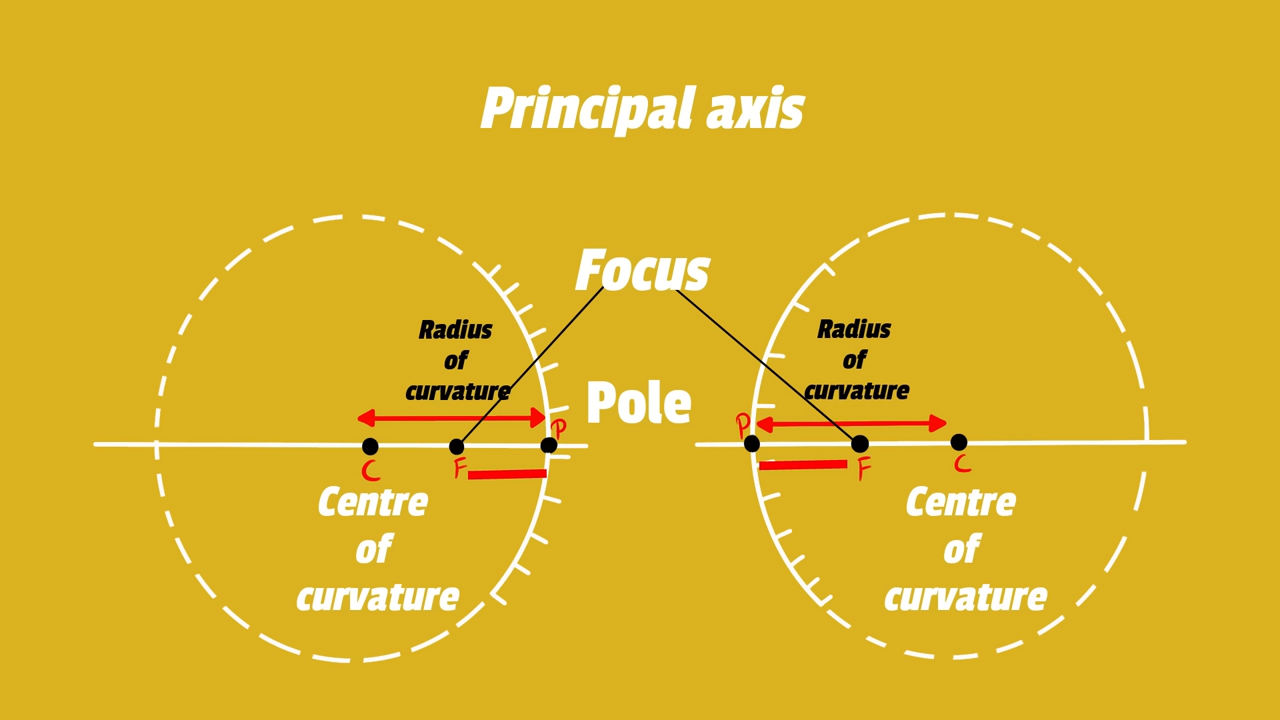 Principal axis
Focus
Radius
of
curvature
Radius
of
curvature
Pole
P
P
C
F
F
C
Centre
of
curvature
Centre
of
curvature